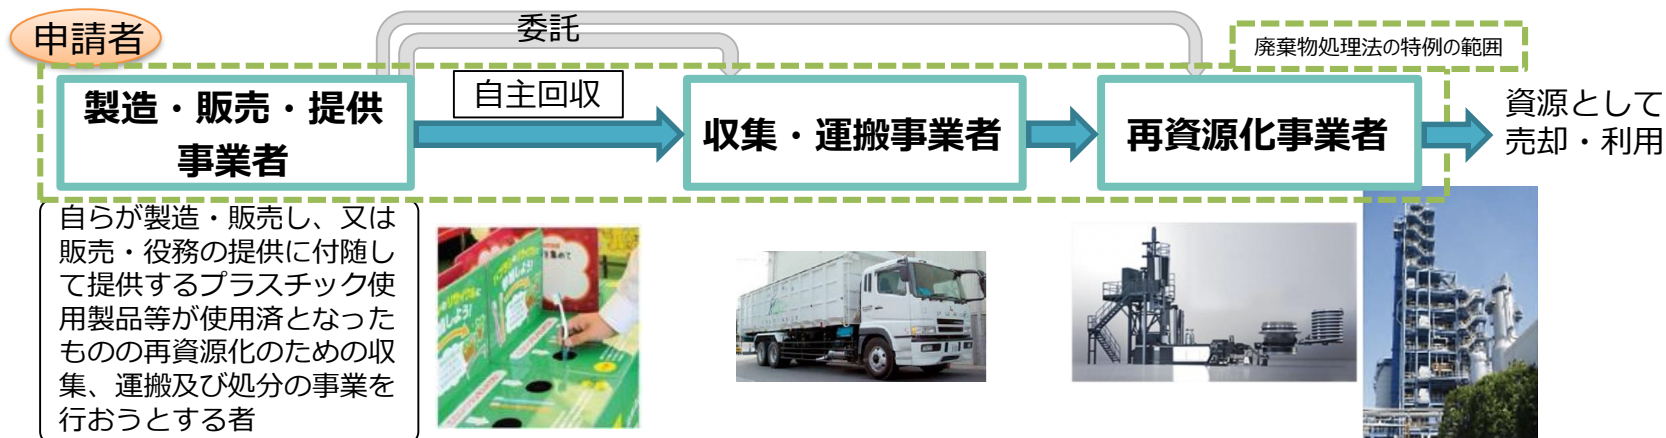 申請者
委託
廃棄物処理法の特例の範囲
製造・販売・提供
事業者
自主回収
収集・運搬事業者
再資源化事業者
資源として
売却・利用
自らが製造・販売し、又は
販売・役務の提供に付随し
て提供するプラスチック使
用製品等が使用済となった
ものの再資源化のための収
集、運搬及び処分の事業を
行おうとする者